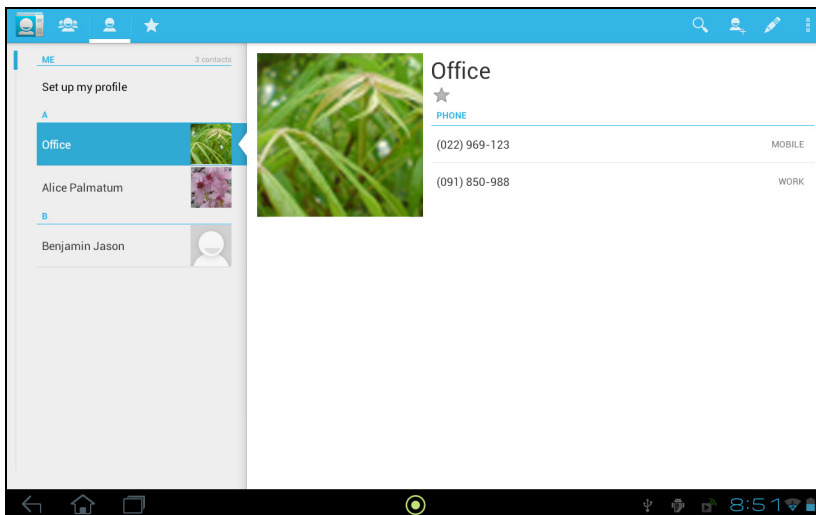 ME 3 contacts
Set up my profile
A
Office
Alice Palmatum
B
Benjamin Jason
Office
PHONE
(022) 969-123 MOBILE
(091) 850-988 WORK
8:51